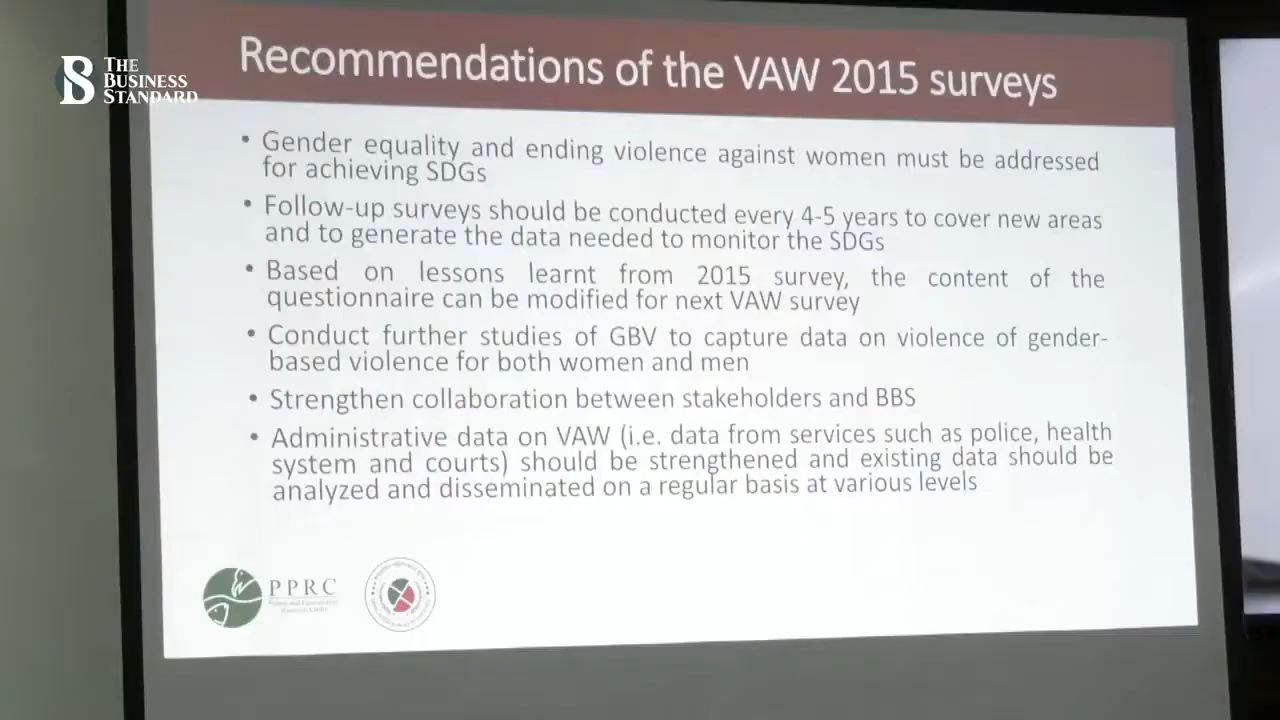 THE
BUSINESS
STANDARD
Recommendations of the VAW 2015 surveys
• Gender equality and ending violence against women must be addressed
for achieving SDGs
• Follow-up surveys should be conducted every 4-5 years to cover new areas
and to generate the data needed to monitor the SDGs
• Based on lessons learnt from 2015 survey, the content of the
questionnaire can be modified for next VAW survey
• Conduct further studies of GBV to capture data on violence of gender-
based violence for both women and men
• Strengthen collaboration between stakeholders and BBS
• Administrative data on VAW (i.e. data from services such as police, health
system and courts) should be strengthened and existing data should be
analyzed and disseminated on a regular basis at various levels
PPRC
Power and Participation
Research Centre